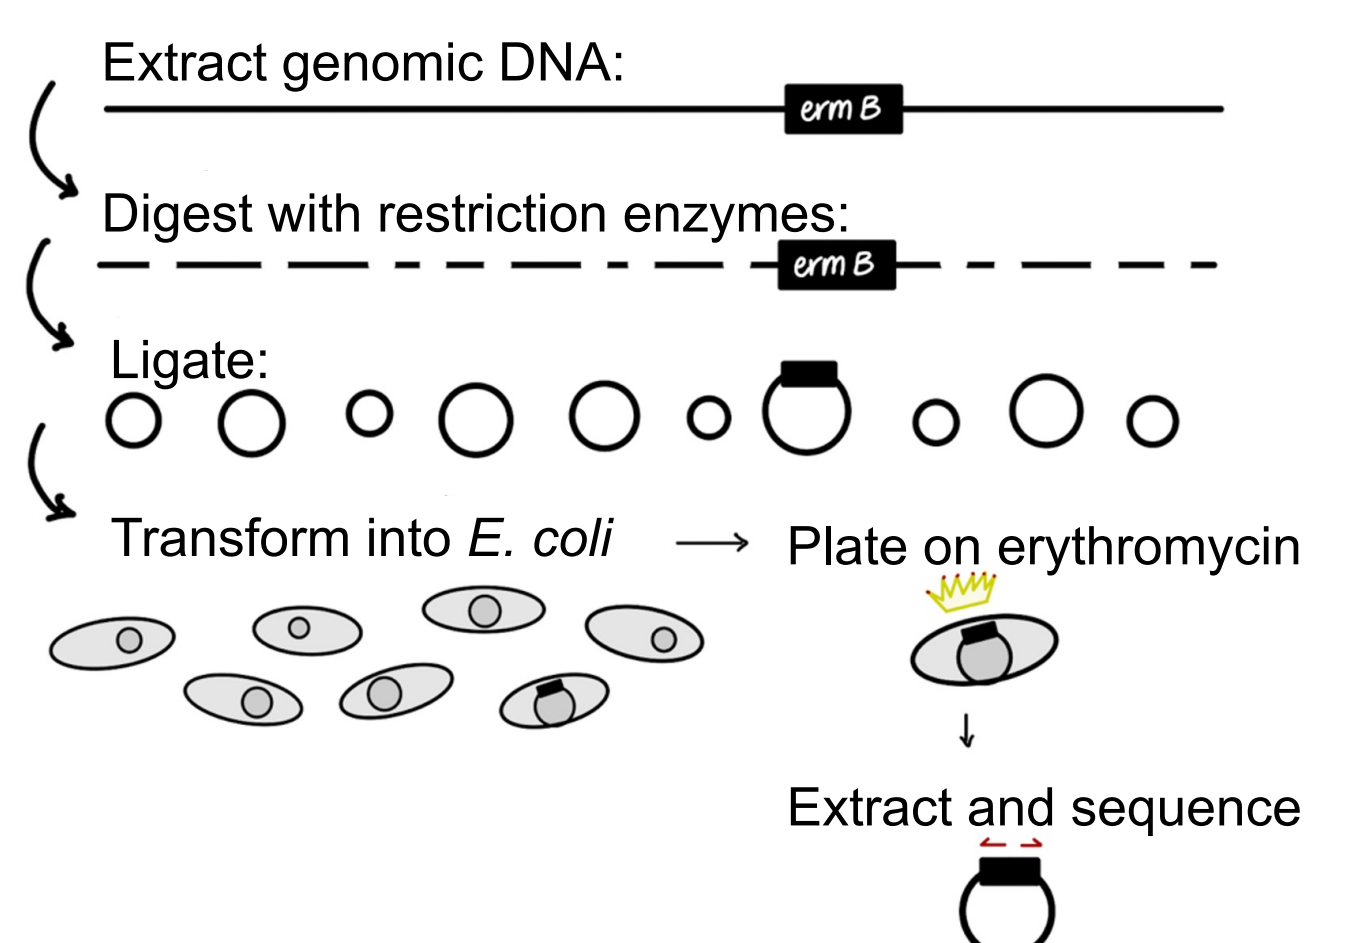 Extract genomic DNA:
erm B
Digest with restriction enzymes:
erm B
Ligate:
Transform into E. coli
Plate on erythromycin
Extract and sequence